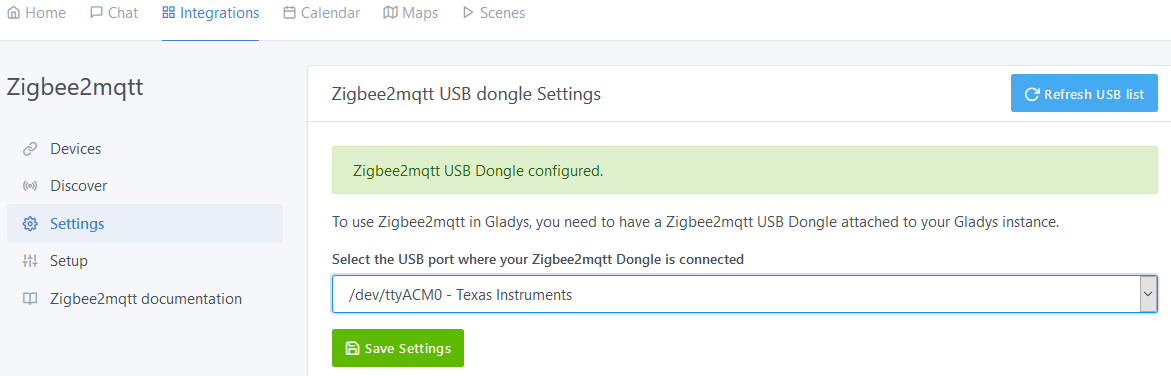 Home Chat Integrations Calendar Maps Scenes
Zigbee2mqtt
Devices
Discover
Settings
Setup
Zigbee2mqtt documentation
Zigbee2mqtt USB dongle Settings
Refresh USB list
Zigbee2mqtt USB Dongle configured.
To use Zigbee2mqtt in Gladys, you need to have a Zigbee2mqtt USB Dongle attached to your Gladys instance.
Select the USB port where your Zigbee2mqtt Dongle is connected
/dev/ttyACM0 - Texas Instruments
Save Settings